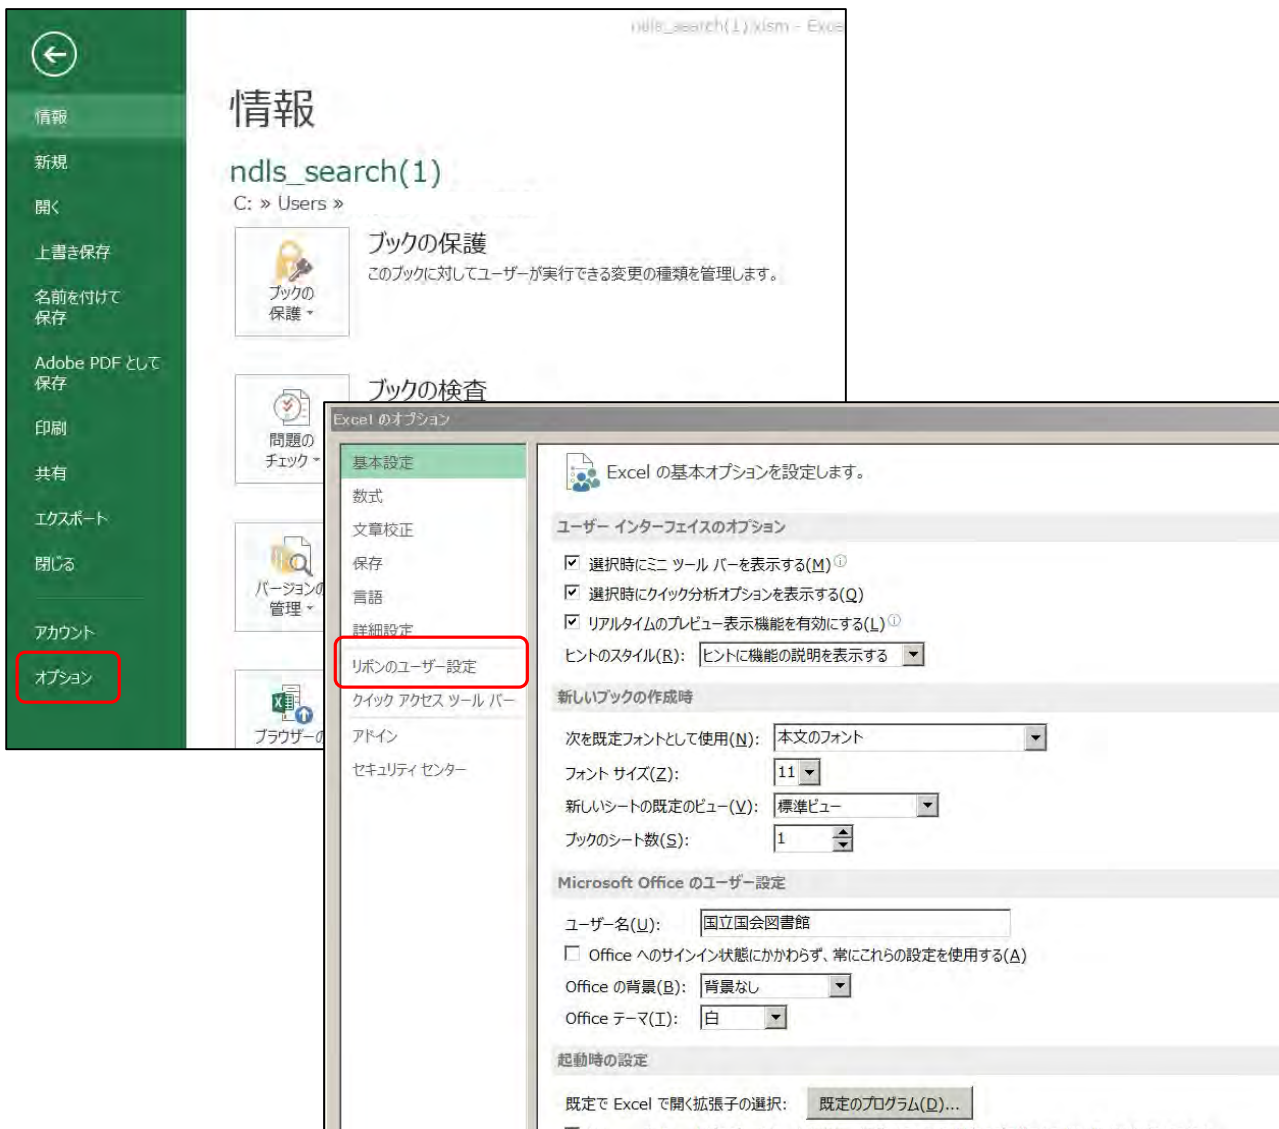 ndls_search(1).xlsm - Exce
情報
新規
開く
上書き保存
名前を付けて
保存
Adobe PDF として
保存
印刷
共有
エクスポート
閉じる
アカウント
オプション
情報
ndls_search(1)
C: » Users »
ブックの
保護
ブックの保護
このブックに対してユーザーが実行できる変更の種類を管理します。
問題の
チェック
ブックの検査
バージョンの
管理
ブラウザーの
Excel のオプション
基本設定
数式
文章校正
保存
言語
詳細設定
リボンのユーザー設定
クイック アクセス ツール バー
アドイン
セキュリティ センター
Excel の基本オプションを設定します。
ユーザー インターフェイスのオプション
選択時にミニ ツール バーを表示する(M)
選択時にクイック分析オプションを表示する(Q)
リアルタイムのプレビュー表示機能を有効にする(L)
ヒントのスタイル(R): ヒントに機能の説明を表示する
新しいブックの作成時
次を既定フォントとして使用(N): 本文のフォント
フォント サイズ(Z): 11
新しいシートの既定のビュー(V): 標準ビュー
ブックのシート数(S): 1
Microsoft Office のユーザー設定
ユーザー名(U): 国立国会図書館
Office へのサインイン状態にかかわらず、常にこれらの設定を使用する(A)
Office の背景(B): 背景なし
Office テーマ(T): 白
起動時の設定
既定で Excel で開く拡張子の選択: 既定のプログラム(D)...